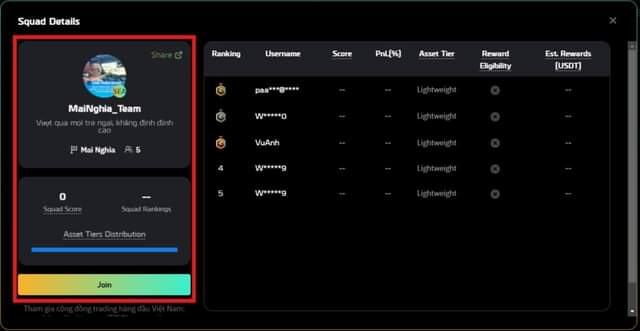 Squad Details
Share
MaiNghia_Team
Vượt qua mọi trở ngại, khẳng định đỉnh
cao
Mai Nghia 5
0 --
Squad Score Squad Rankings
Asset Tiers Distribution
Join
Tham gia cộng đồng trading hàng đầu Việt Nam:
Ranking Username Score PnL(%) Asset Tier Reward Eligibility Est. Rewards (USDT)
paa***@**** -- -- Lightweight --
W*****0 -- -- Lightweight --
VuAnh -- -- Lightweight --
4 W*****9 -- -- Lightweight --
5 W*****9 -- -- Lightweight --